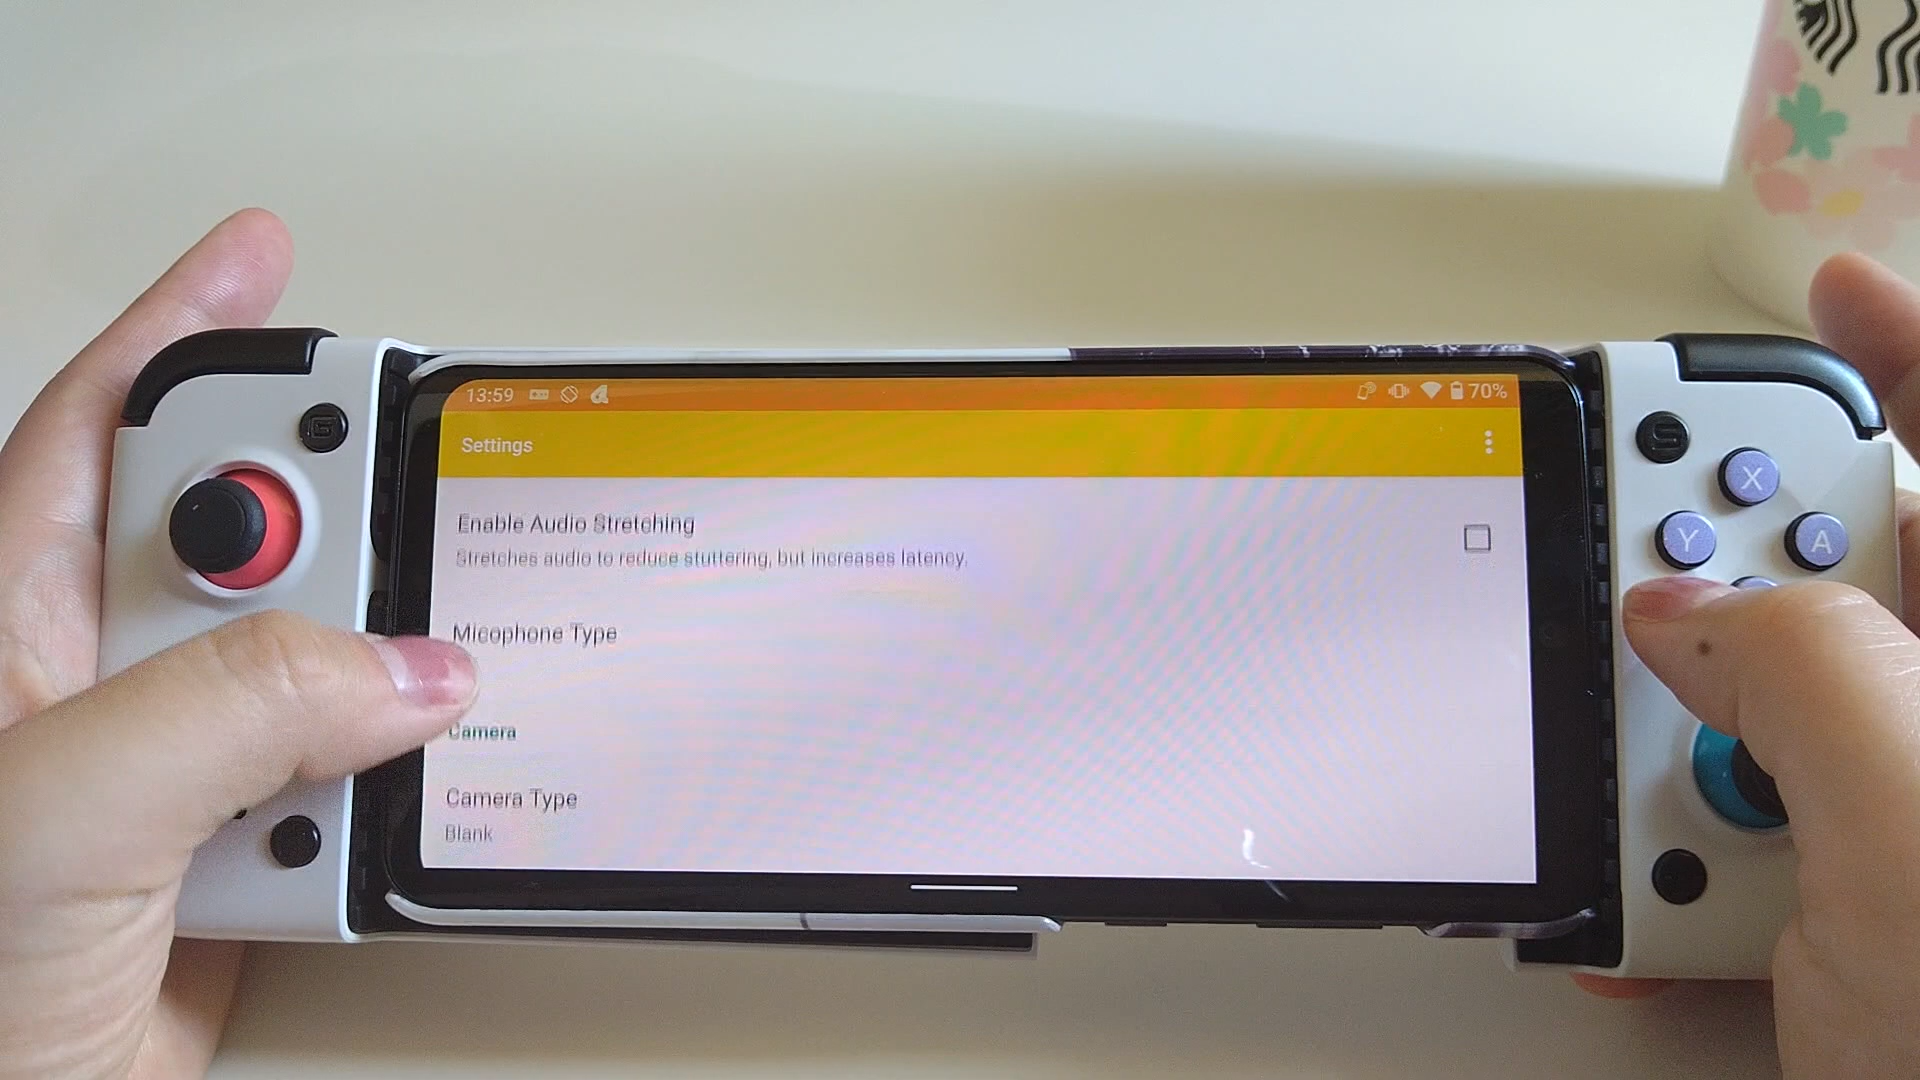 13:59
70%
Settings
Enable Audio Stretching
Stretches audio to reduce stuttering, but increases latency.
Micophone Type
Camera
Camera Type
Blank
G
S
X
Y
A